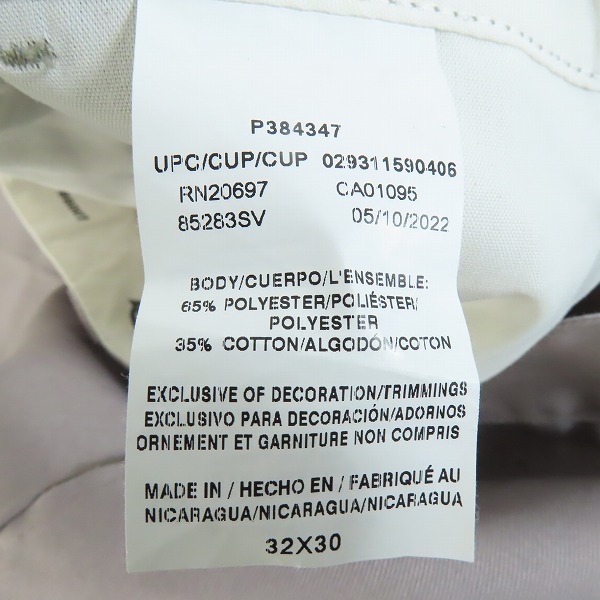 P384347
UPC/CUP/CUP 029311590406
RN20697 CA01095
85283SV 05/10/2022
BODY/CUERPO/L'ENSEMBLE:
65% POLYESTER/POLIÉSTER/
POLYESTER
35% COTTON/ALGODÓN/COTON
EXCLUSIVE OF DECORATION/TRIMMINGS
EXCLUSIVO PARA DECORACIÓN/ADORNOS
ORNEMENT ET GARNITURE NON COMPRIS
MADE IN / HECHO EN / FABRIQUÉ AU
NICARAGUA/NICARAGUA/NICARAGUA
32X30